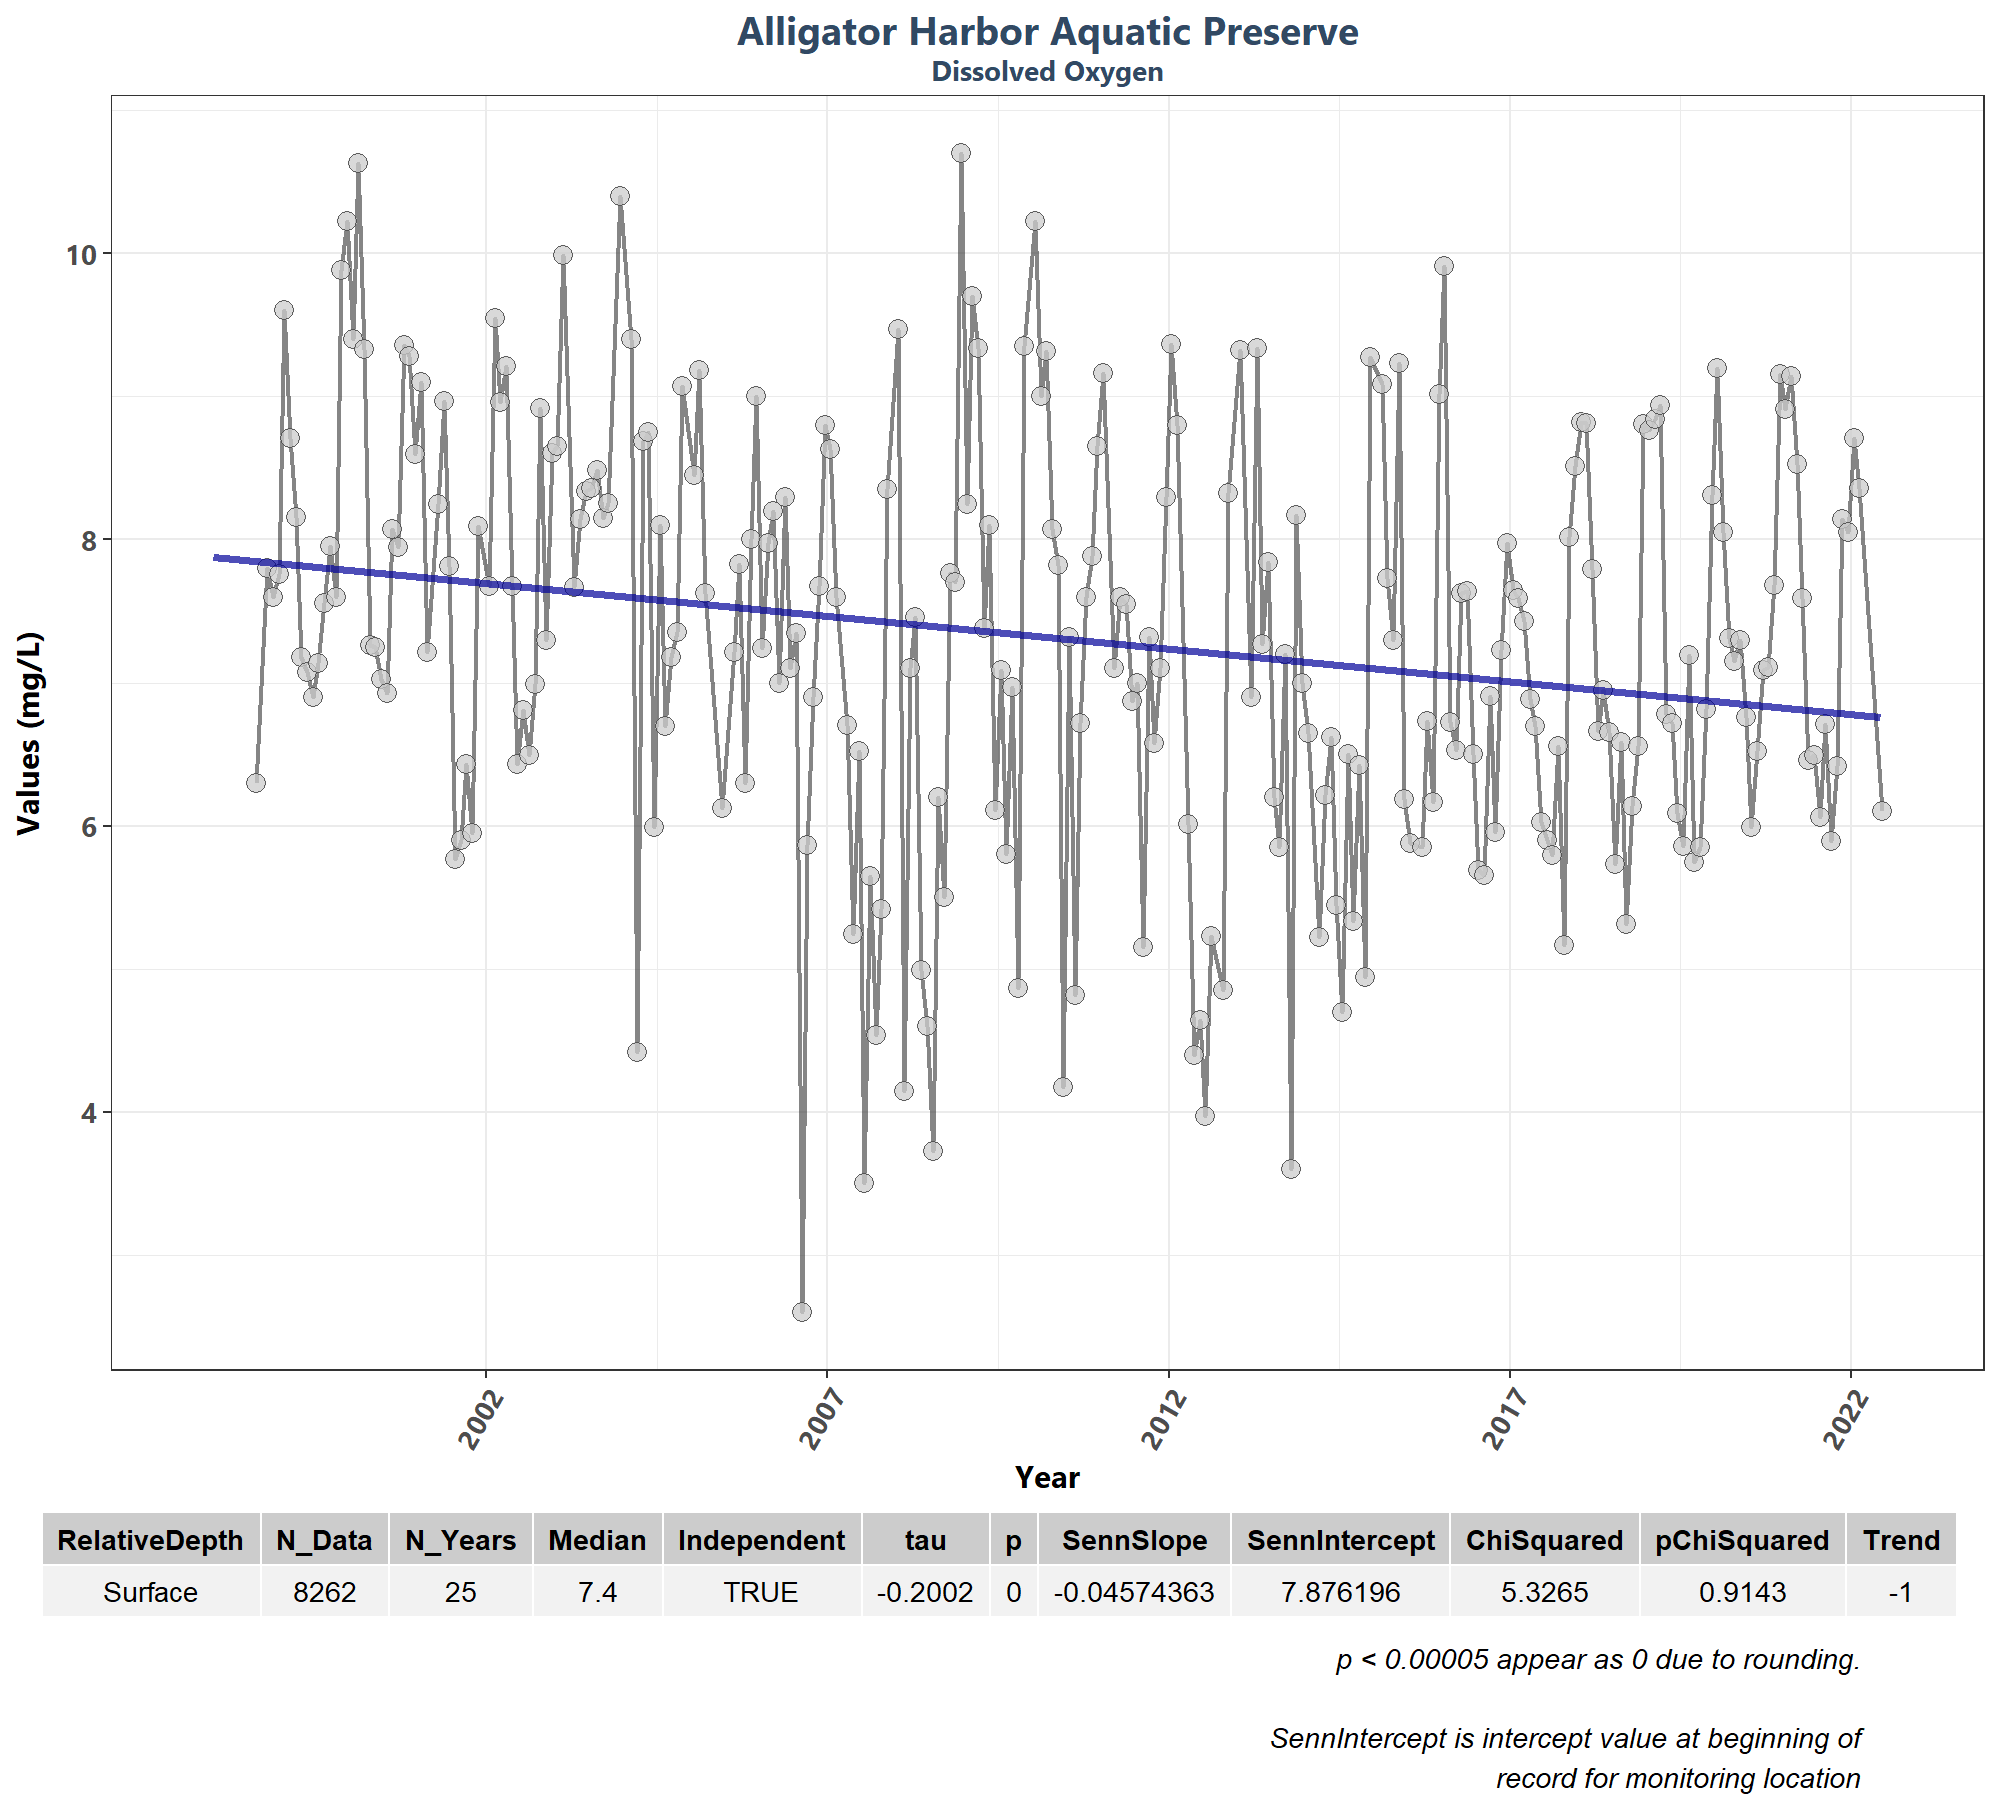 Alligator Harbor Aquatic Preserve
Dissolved Oxygen
Values (mg/L)
10
8
6
4
2002 2007 2012 2017 2022
Year
RelativeDepth N_Data N_Years Median Independent tau p SennSlope SennIntercept ChiSquared pChiSquared Trend
Surface 8262 25 7.4 TRUE -0.2002 0 -0.04574363 7.876196 5.3265 0.9143 -1
p < 0.00005 appear as 0 due to rounding.
SennIntercept is intercept value at beginning of
record for monitoring location